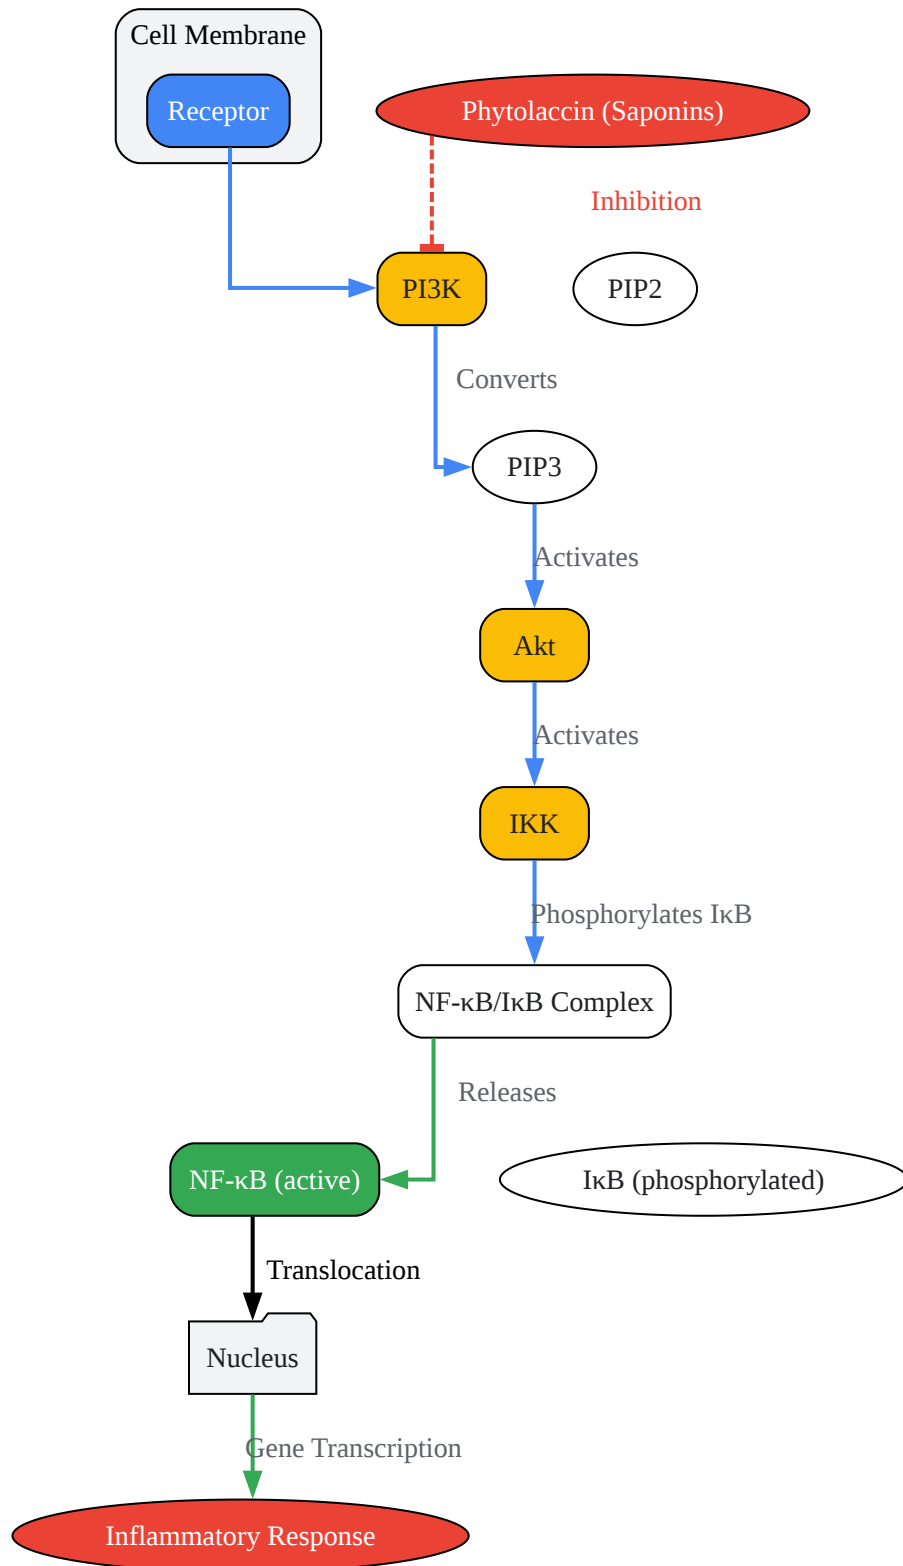 Cell Membrane
Receptor
Phytolaccin (Saponins)
Inhibition
PI3K
PIP2
Converts
PIP3
Activates
Akt
Activates
IKK
Phosphorylates IκB
NF-κB/IκB Complex
Releases
NF-κB (active)
IκB (phosphorylated)
Translocation
Nucleus
Gene Transcription
Inflammatory Response